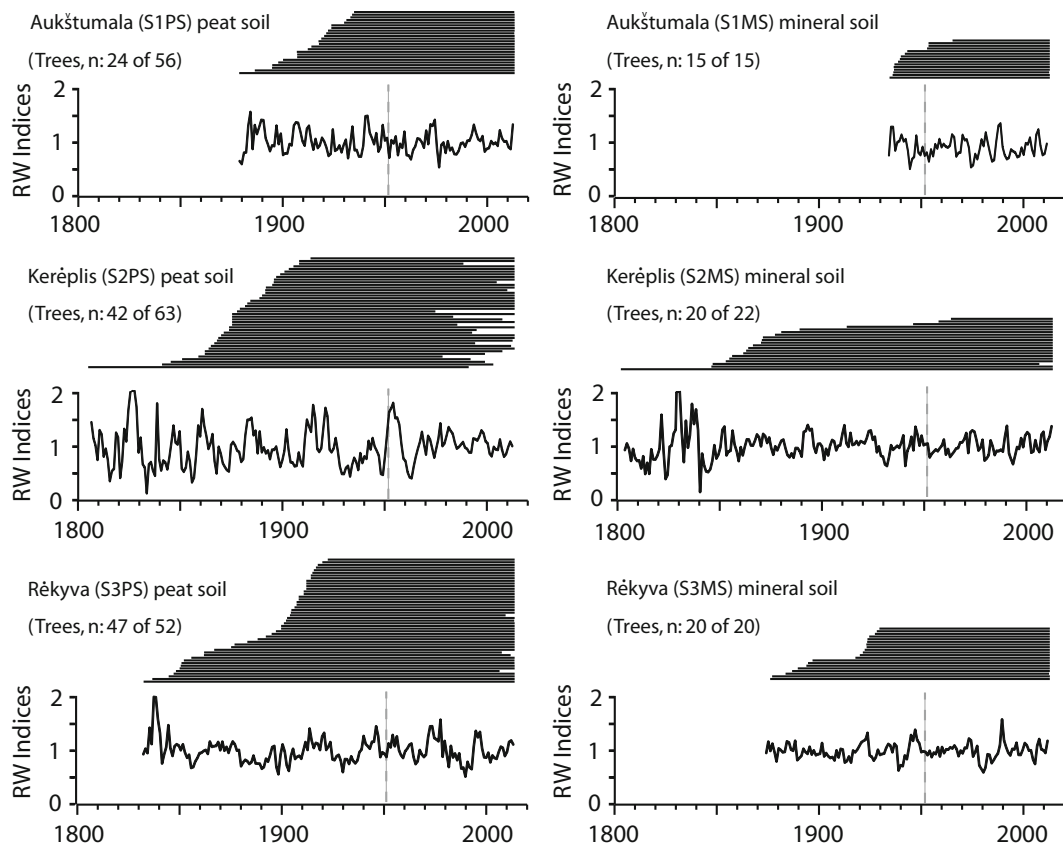 Aukštumala (S1PS) peat soil
(Trees, n: 24 of 56)
RW Indices
2
1
0
1800 1900 2000
Aukštumala (S1MS) mineral soil
(Trees, n: 15 of 15)
RW Indices
2
1
0
1800 1900 2000
Kerėplis (S2PS) peat soil
(Trees, n: 42 of 63)
RW Indices
2
1
0
1800 1900 2000
Kerėplis (S2MS) mineral soil
(Trees, n: 20 of 22)
RW Indices
2
1
0
1800 1900 2000
Rėkyva (S3PS) peat soil
(Trees, n: 47 of 52)
RW Indices
2
1
0
1800 1900 2000
Rėkyva (S3MS) mineral soil
(Trees, n: 20 of 20)
RW Indices
2
1
0
1800 1900 2000